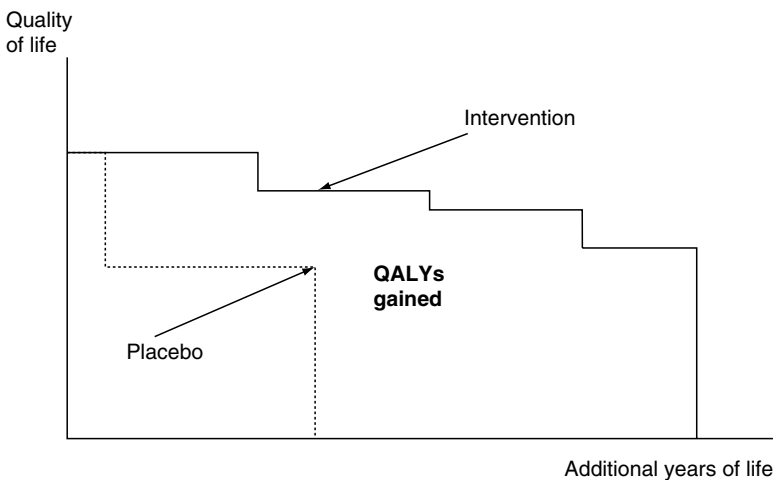 Quality
of life
Intervention
QALYs
gained
Placebo
Additional years of life